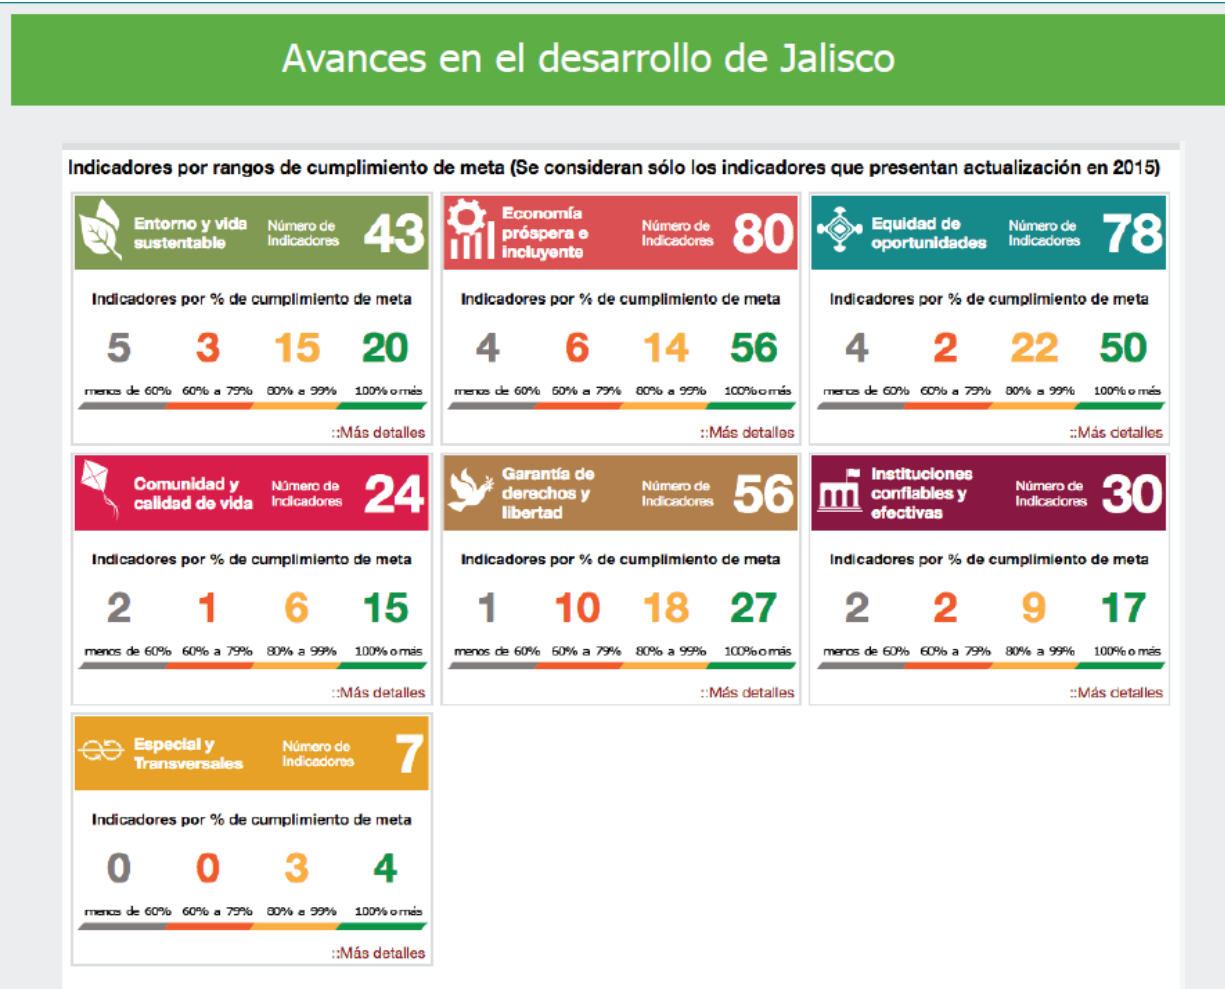 Avances en el desarrollo de Jalisco
Indicadores por rangos de cumplimiento de meta (Se consideran sólo los indicadores que presentan actualización en 2015)
Entorno y vida
sustentable
Número de
Indicadores
43
Indicadores por % de cumplimiento de meta
5 3 15 20
menos de 60% 60% a 79% 80% a 99% 100% o más
::Más detalles
Economía
próspera e
incluyente
Número de
Indicadores
80
Indicadores por % de cumplimiento de meta
4 6 14 56
menos de 60% 60% a 79% 80% a 99% 100% o más
::Más detalles
Equidad de
oportunidades
Número de
Indicadores
78
Indicadores por % de cumplimiento de meta
4 2 22 50
menos de 60% 60% a 79% 80% a 99% 100% o más
::Más detalles
Comunidad y
calidad de vida
Número de
Indicadores
24
Indicadores por % de cumplimiento de meta
2 1 6 15
menos de 60% 60% a 79% 80% a 99% 100% o más
::Más detalles
Garantía de
derechos y
libertad
Número de
Indicadores
56
Indicadores por % de cumplimiento de meta
1 10 18 27
menos de 60% 60% a 79% 80% a 99% 100% o más
::Más detalles
Instituciones
confiables y
efectivas
Número de
Indicadores
30
Indicadores por % de cumplimiento de meta
2 2 9 17
menos de 60% 60% a 79% 80% a 99% 100% o más
::Más detalles
Especial y
Transversales
Número de
Indicadores
7
Indicadores por % de cumplimiento de meta
0 0 3 4
menos de 60% 60% a 79% 80% a 99% 100% o más
::Más detalles